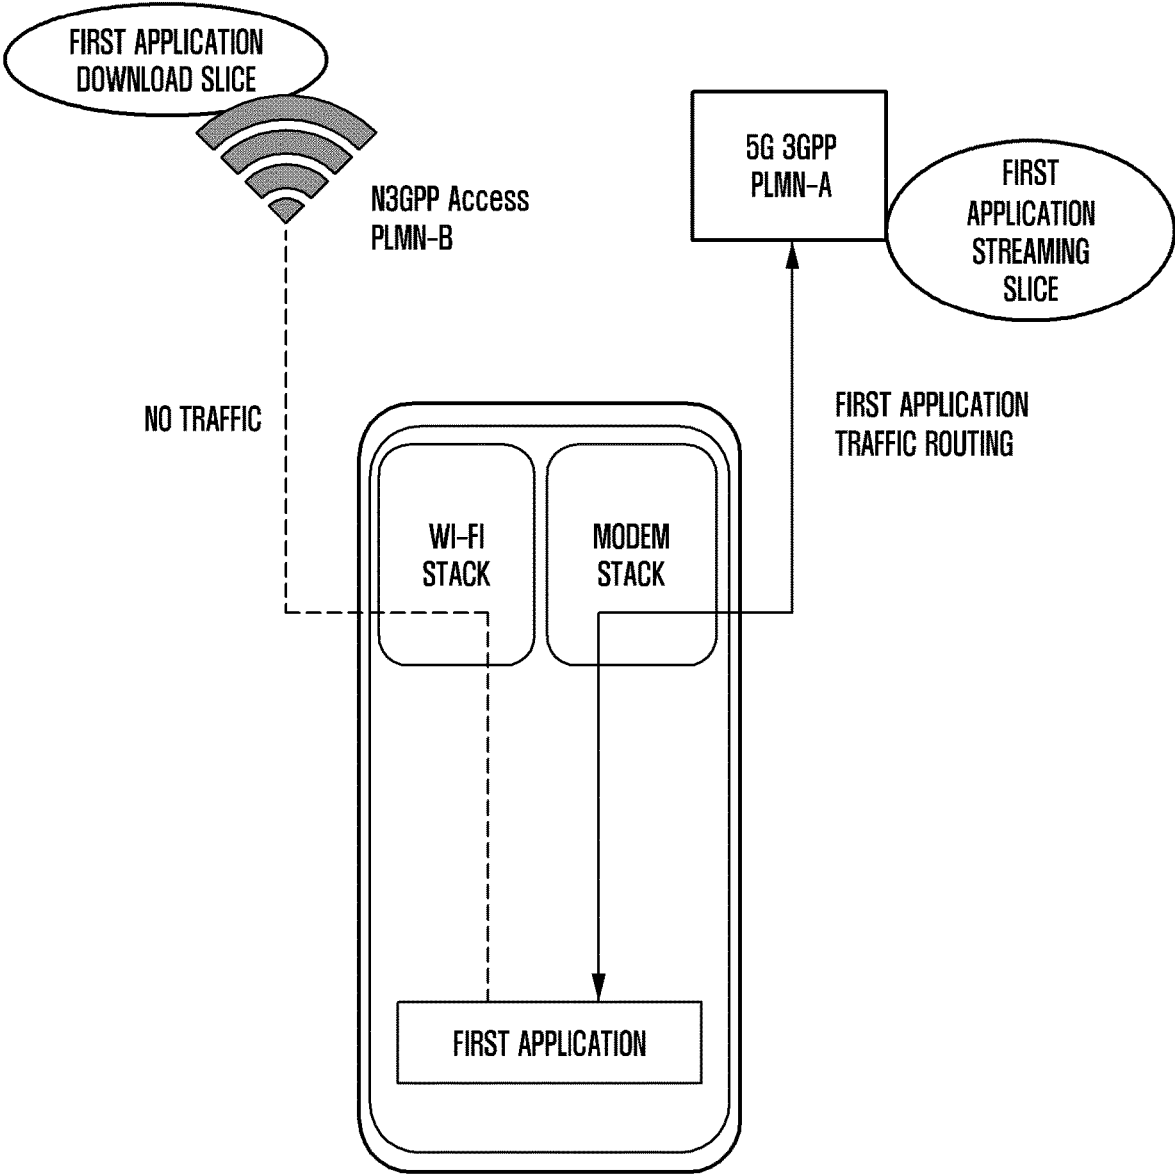 FIRST APPLICATION
DOWNLOAD SLICE
N3GPP Access
PLMN-B
5G 3GPP
PLMN-A
FIRST
APPLICATION
STREAMING
SLICE
NO TRAFFIC
FIRST APPLICATION
TRAFFIC ROUTING
WI-FI
STACK
MODEM
STACK
FIRST APPLICATION